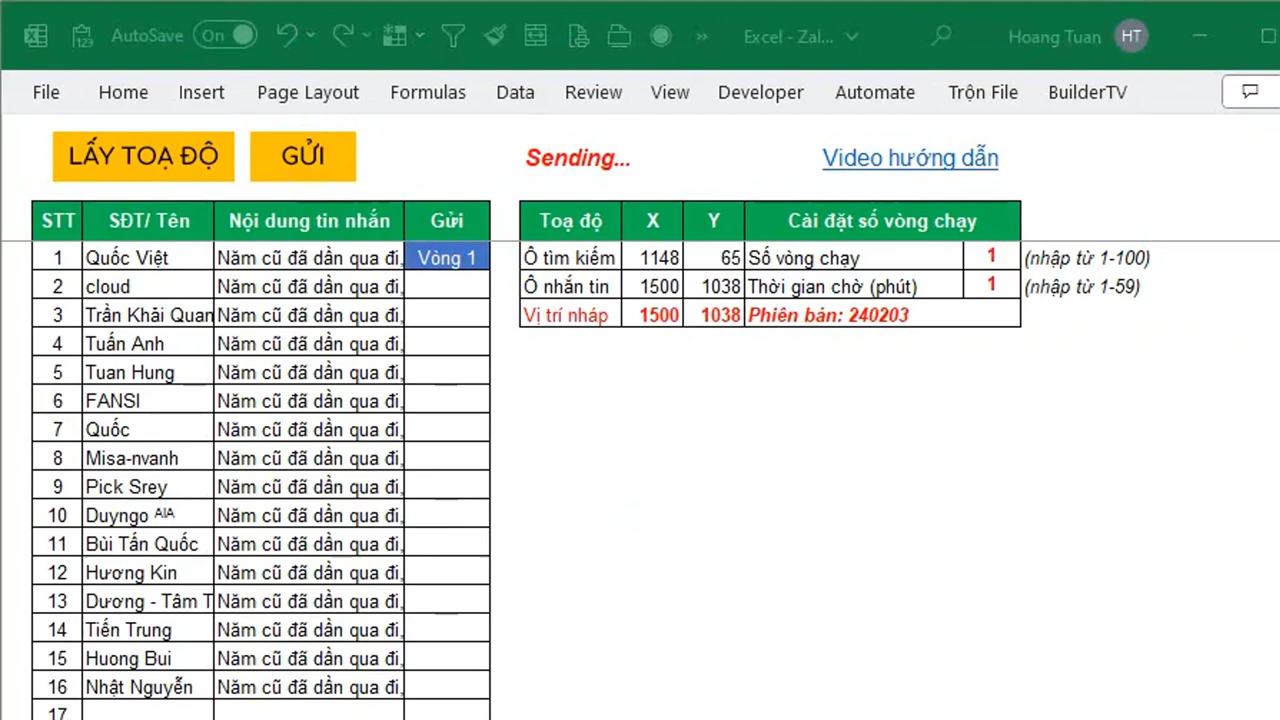 AutoSave On Excel - Zal... Hoang Tuan HT
File Home Insert Page Layout Formulas Data Review View Developer Automate Trộn File BuilderTV
LẤY TOẠ ĐỘ GỬI Sending... Video hướng dẫn
STT SĐT/ Tên Nội dung tin nhắn Gửi Toạ độ X Y Cài đặt số vòng chạy
1 Quốc Việt Năm cũ đã dần qua đi, Vòng 1 Ô tìm kiếm 1148 65 Số vòng chạy 1 (nhập từ 1-100)
2 cloud Năm cũ đã dần qua đi, Ô nhắn tin 1500 1038 Thời gian chờ (phút) 1 (nhập từ 1-59)
3 Trần Khải Quan Năm cũ đã dần qua đi, Vị trí nháp 1500 1038 Phiên bản: 240203
4 Tuấn Anh Năm cũ đã dần qua đi,
5 Tuan Hung Năm cũ đã dần qua đi,
6 FANSI Năm cũ đã dần qua đi,
7 Quốc Năm cũ đã dần qua đi,
8 Misa-nvanh Năm cũ đã dần qua đi,
9 Pick Srey Năm cũ đã dần qua đi,
10 Duyngo ᴬᴵᴬ Năm cũ đã dần qua đi,
11 Bùi Tấn Quốc Năm cũ đã dần qua đi,
12 Hương Kin Năm cũ đã dần qua đi,
13 Dương - Tâm T Năm cũ đã dần qua đi,
14 Tiến Trung Năm cũ đã dần qua đi,
15 Huong Bui Năm cũ đã dần qua đi,
16 Nhật Nguyễn Năm cũ đã dần qua đi,
17